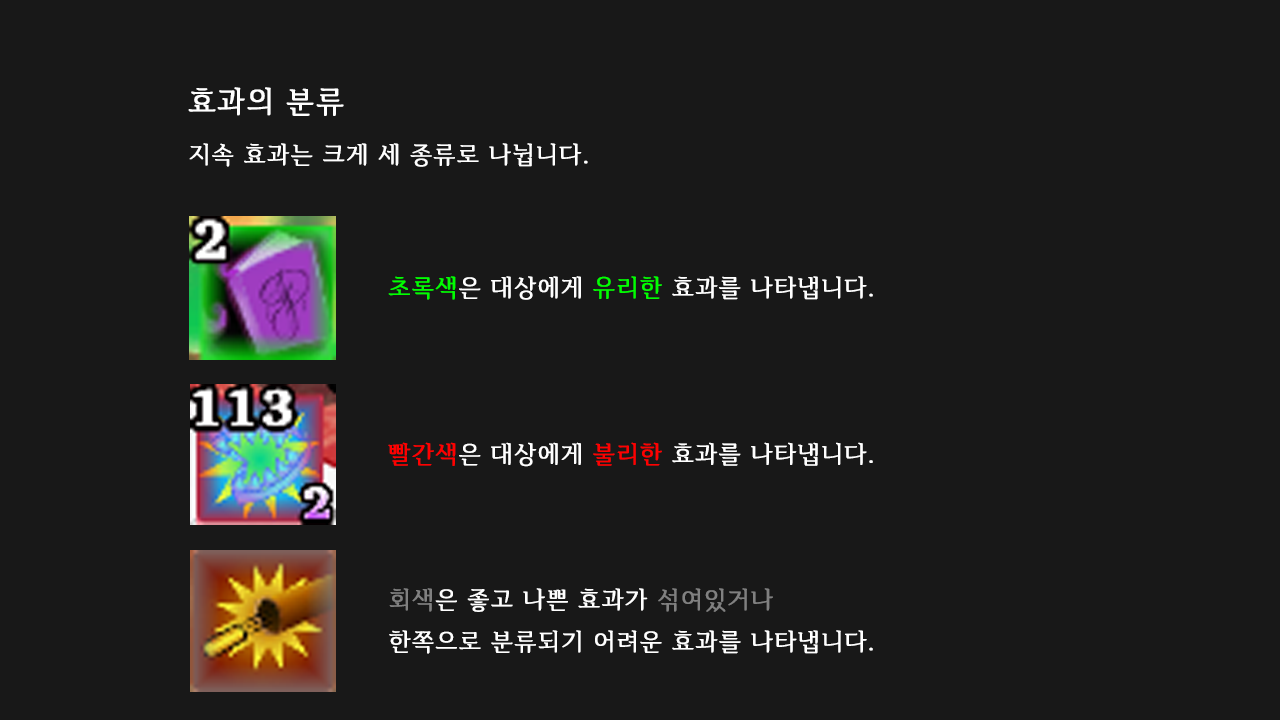 효과의 분류
지속 효과는 크게 세 종류로 나뉩니다.
2
초록색은 대상에게 유리한 효과를 나타냅니다.
113
2
빨간색은 대상에게 불리한 효과를 나타냅니다.
회색은 좋고 나쁜 효과가 섞여있거나
한쪽으로 분류되기 어려운 효과를 나타냅니다.